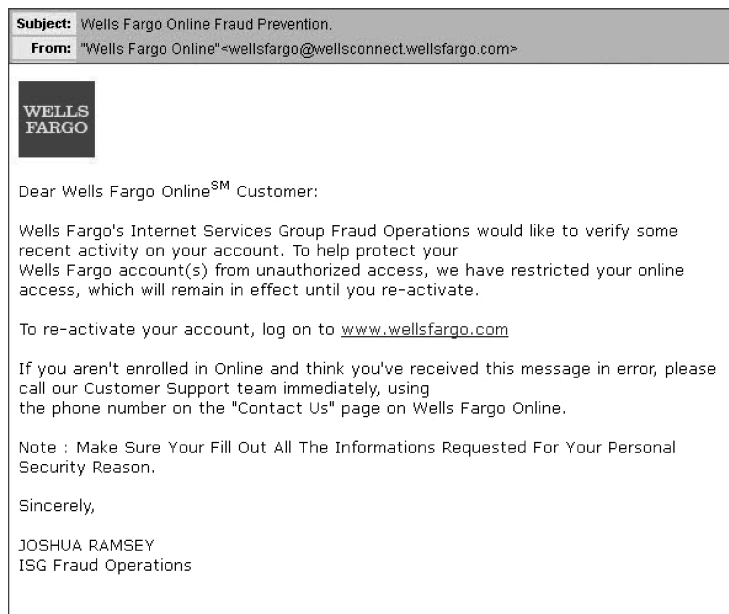 Subject: Wells Fargo Online Fraud Prevention.
From: "Wells Fargo Online"<wellsfargo@wellsconnect.wellsfargo.com>
WELLS
FARGO
Dear Wells Fargo Online SM Customer:
Wells Fargo's Internet Services Group Fraud Operations would like to verify some
recent activity on your account. To help protect your
Wells Fargo account(s) from unauthorized access, we have restricted your online
access, which will remain in effect until you re-activate.
To re-activate your account, log on to www.wellsfargo.com
If you aren't enrolled in Online and think you've received this message in error, please
call our Customer Support team immediately, using
the phone number on the "Contact Us" page on Wells Fargo Online.
Note : Make Sure Your Fill Out All The Informations Requested For Your Personal
Security Reason.
Sincerely,
JOSHUA RAMSEY
ISG Fraud Operations